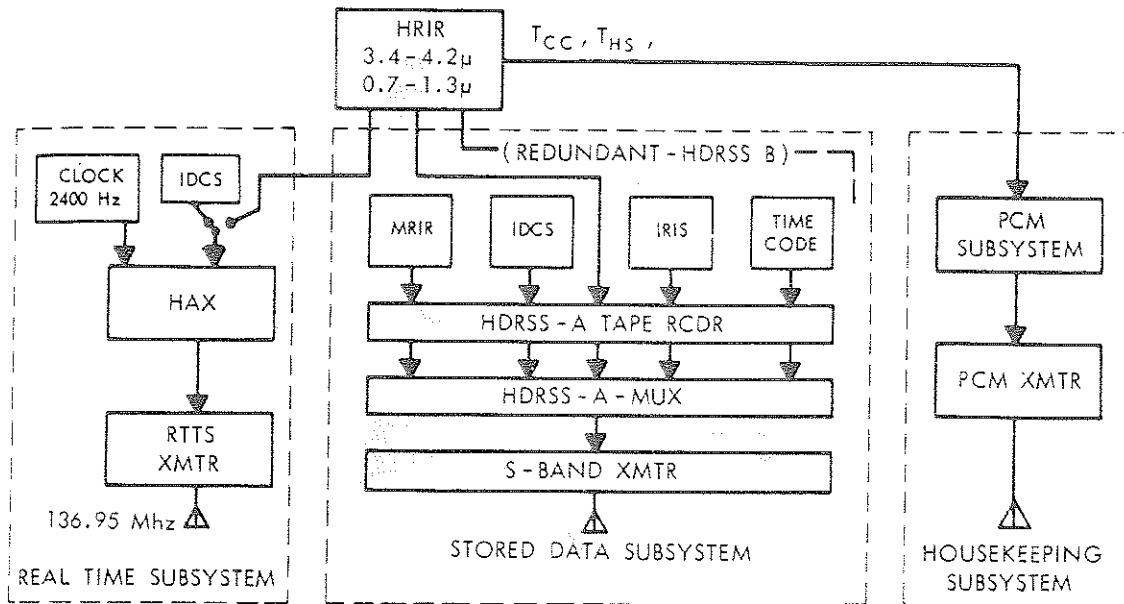 HRIR
3.4-4.2μ
0.7-1.3μ
TCC, THS,
(REDUNDANT-HDRSS B)
CLOCK
2400 Hz
IDCS
HAX
RTTS
XMTR
136.95 Mhz
REAL TIME SUBSYSTEM
MRIR
IDCS
IRIS
TIME
CODE
HDRSS-A TAPE RCDR
HDRSS-A-MUX
S-BAND XMTR
STORED DATA SUBSYSTEM
PCM
SUBSYSTEM
PCM XMTR
HOUSEKEEPING
SUBSYSTEM